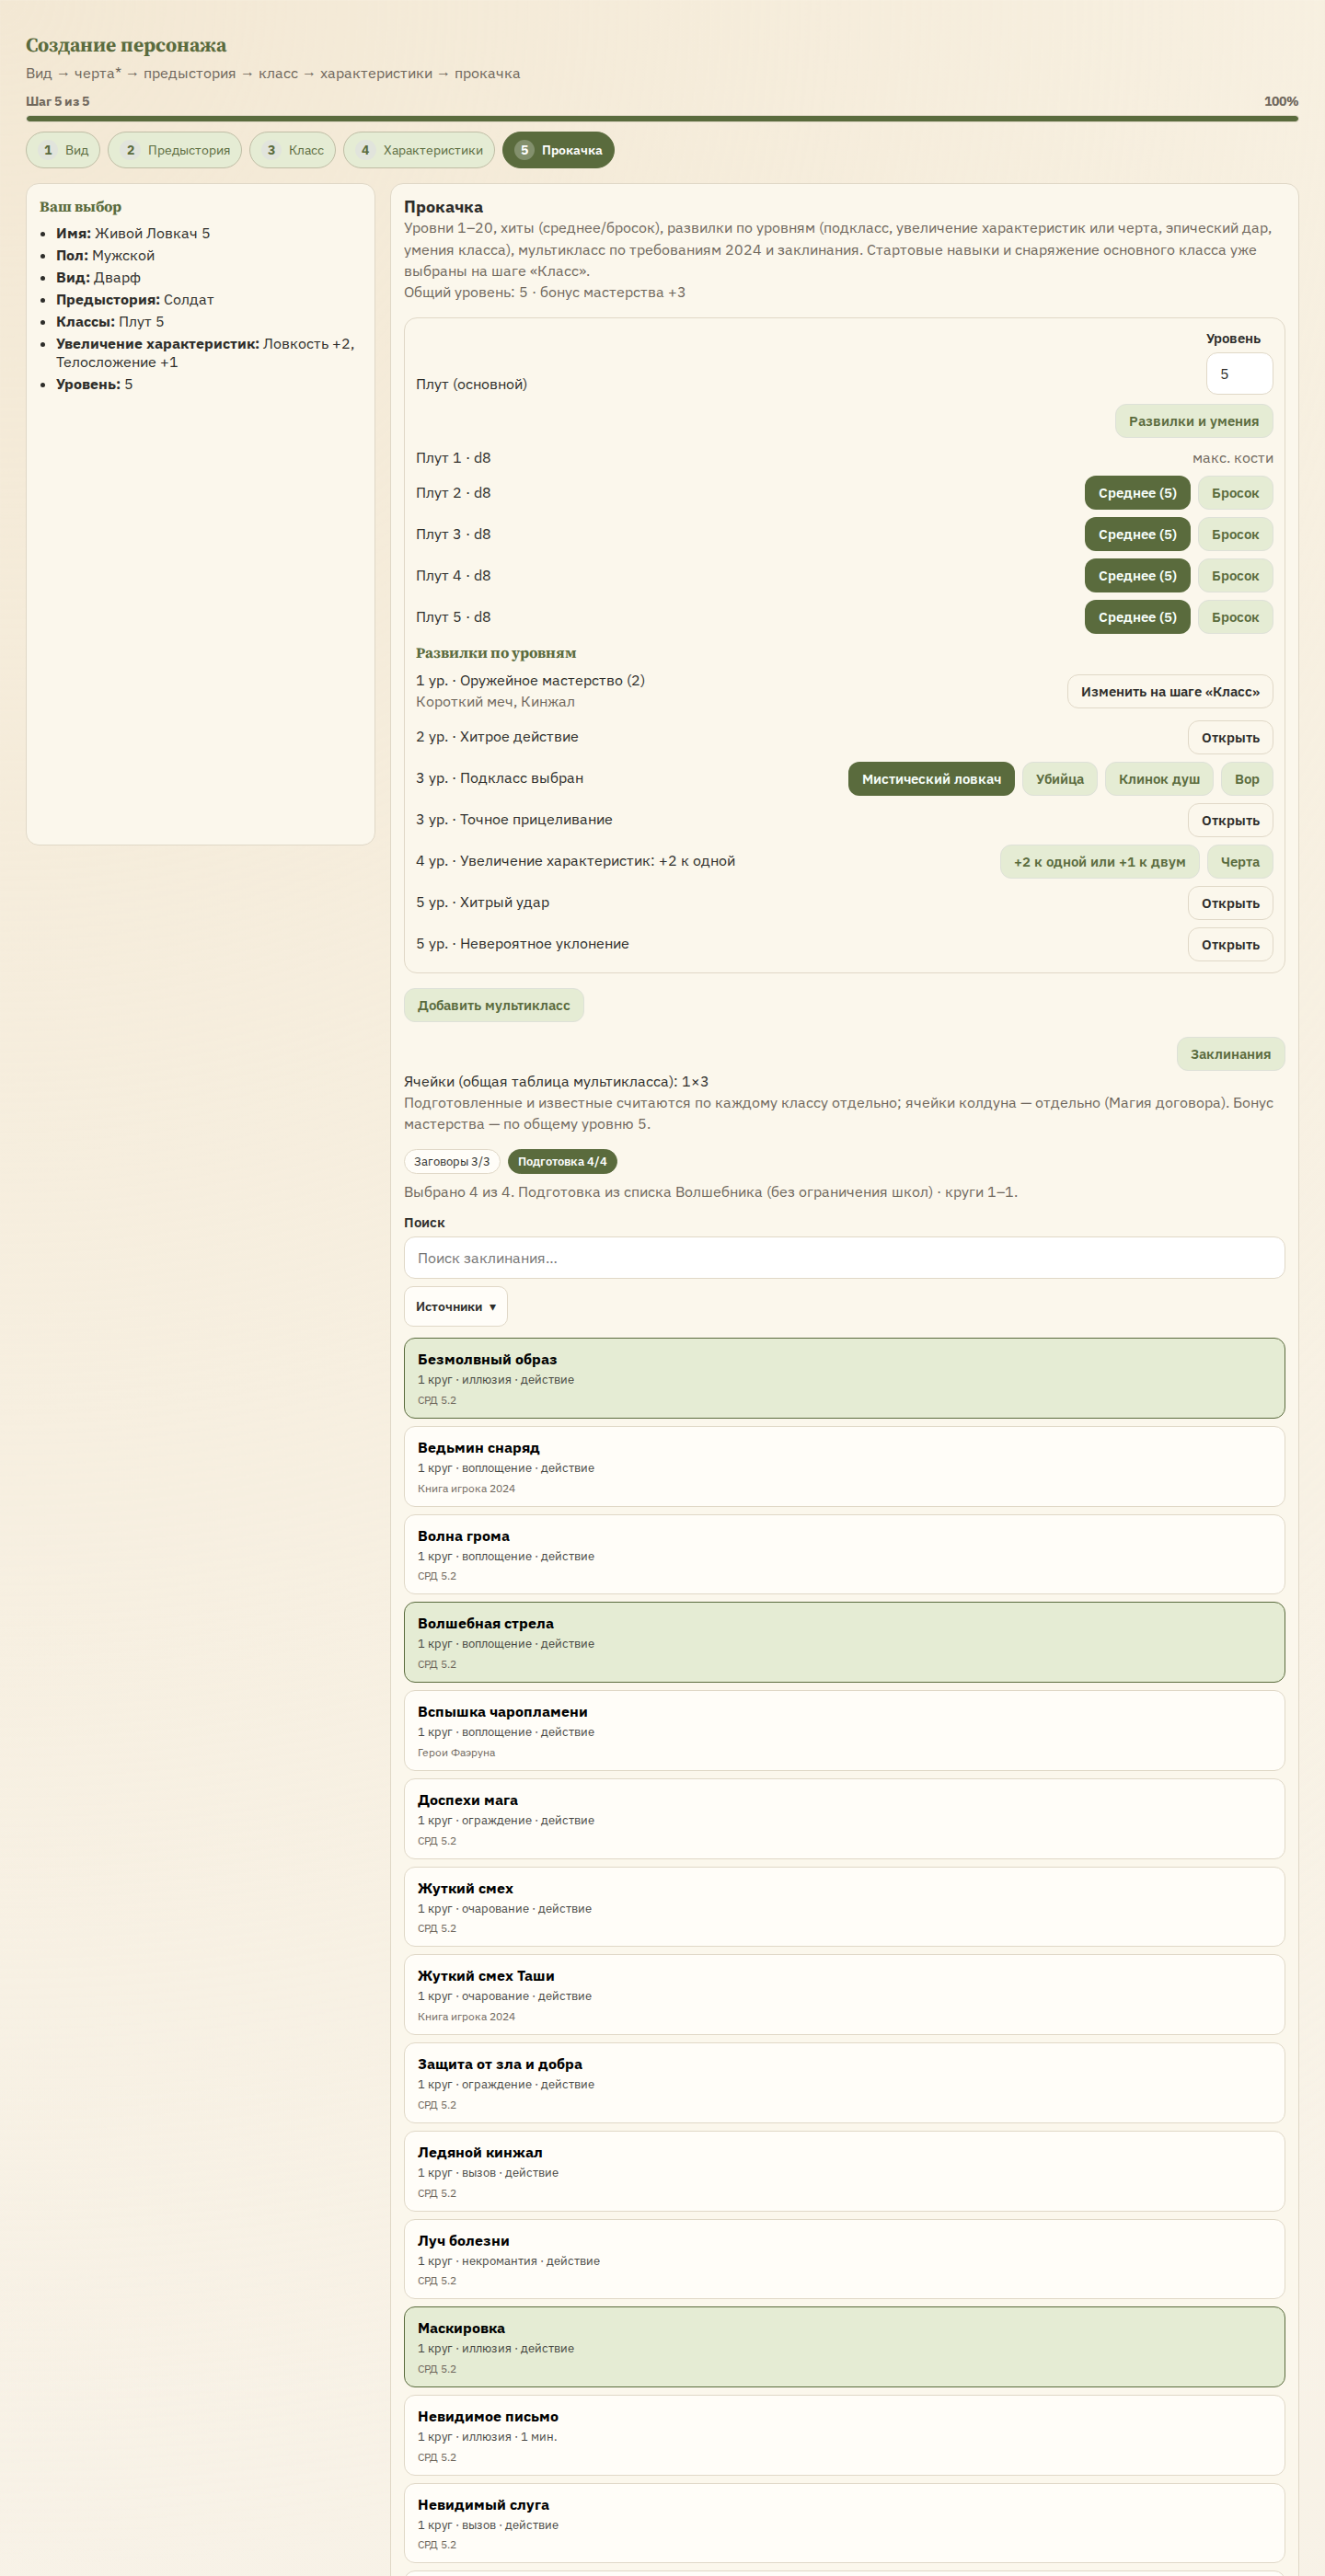 Создание персонажа
Вид → черта* → предыстория → класс → характеристики → прокачка
Шаг 5 из 5
100%
1 Вид
2 Предыстория
3 Класс
4 Характеристики
5 Прокачка
Ваш выбор
• Имя: Живой Ловкач 5
• Пол: Мужской
• Вид: Дварф
• Предыстория: Солдат
• Классы: Плут 5
• Увеличение характеристик: Ловкость +2,
Телосложение +1
• Уровень: 5
Прокачка
Уровни 1–20, хиты (среднее/бросок), развилки по уровням (подкласс, увеличение характеристик или черта, эпический дар,
умения класса), мультикласс по требованиям 2024 и заклинания. Стартовые навыки и снаряжение основного класса уже
выбраны на шаге «Класс».
Общий уровень: 5 · бонус мастерства +3
Уровень
Плут (основной)
5
Развилки и умения
Плут 1 · d8
макс. кости
Плут 2 · d8
Среднее (5)
Бросок
Плут 3 · d8
Среднее (5)
Бросок
Плут 4 · d8
Среднее (5)
Бросок
Плут 5 · d8
Среднее (5)
Бросок
Развилки по уровням
1 ур. · Оружейное мастерство (2)
Короткий меч, Кинжал
Изменить на шаге «Класс»
2 ур. · Хитрое действие
Открыть
3 ур. · Подкласс выбран
Мистический ловкач
Убийца
Клинок душ
Вор
3 ур. · Точное прицеливание
Открыть
4 ур. · Увеличение характеристик: +2 к одной
+2 к одной или +1 к двум
Черта
5 ур. · Хитрый удар
Открыть
5 ур. · Невероятное уклонение
Открыть
Добавить мультикласс
Заклинания
Ячейки (общая таблица мультикласса): 1×3
Подготовленные и известные считаются по каждому классу отдельно; ячейки колдуна — отдельно (Магия договора). Бонус
мастерства — по общему уровню 5.
Заговоры 3/3
Подготовка 4/4
Выбрано 4 из 4. Подготовка из списка Волшебника (без ограничения школ) · круги 1–1.
Поиск
Поиск заклинания...
Источники ▾
Безмолвный образ
1 круг · иллюзия · действие
СРД 5.2
Ведьмин снаряд
1 круг · воплощение · действие
Книга игрока 2024
Волна грома
1 круг · воплощение · действие
СРД 5.2
Волшебная стрела
1 круг · воплощение · действие
СРД 5.2
Вспышка чаропламени
1 круг · воплощение · действие
Герои Фаэруна
Доспехи мага
1 круг · ограждение · действие
СРД 5.2
Жуткий смех
1 круг · очарование · действие
СРД 5.2
Жуткий смех Таши
1 круг · очарование · действие
Книга игрока 2024
Защита от зла и добра
1 круг · ограждение · действие
СРД 5.2
Ледяной кинжал
1 круг · вызов · действие
СРД 5.2
Луч болезни
1 круг · некромантия · действие
СРД 5.2
Маскировка
1 круг · иллюзия · действие
СРД 5.2
Невидимое письмо
1 круг · иллюзия · 1 мин.
СРД 5.2
Невидимый слуга
1 круг · вызов · действие
СРД 5.2